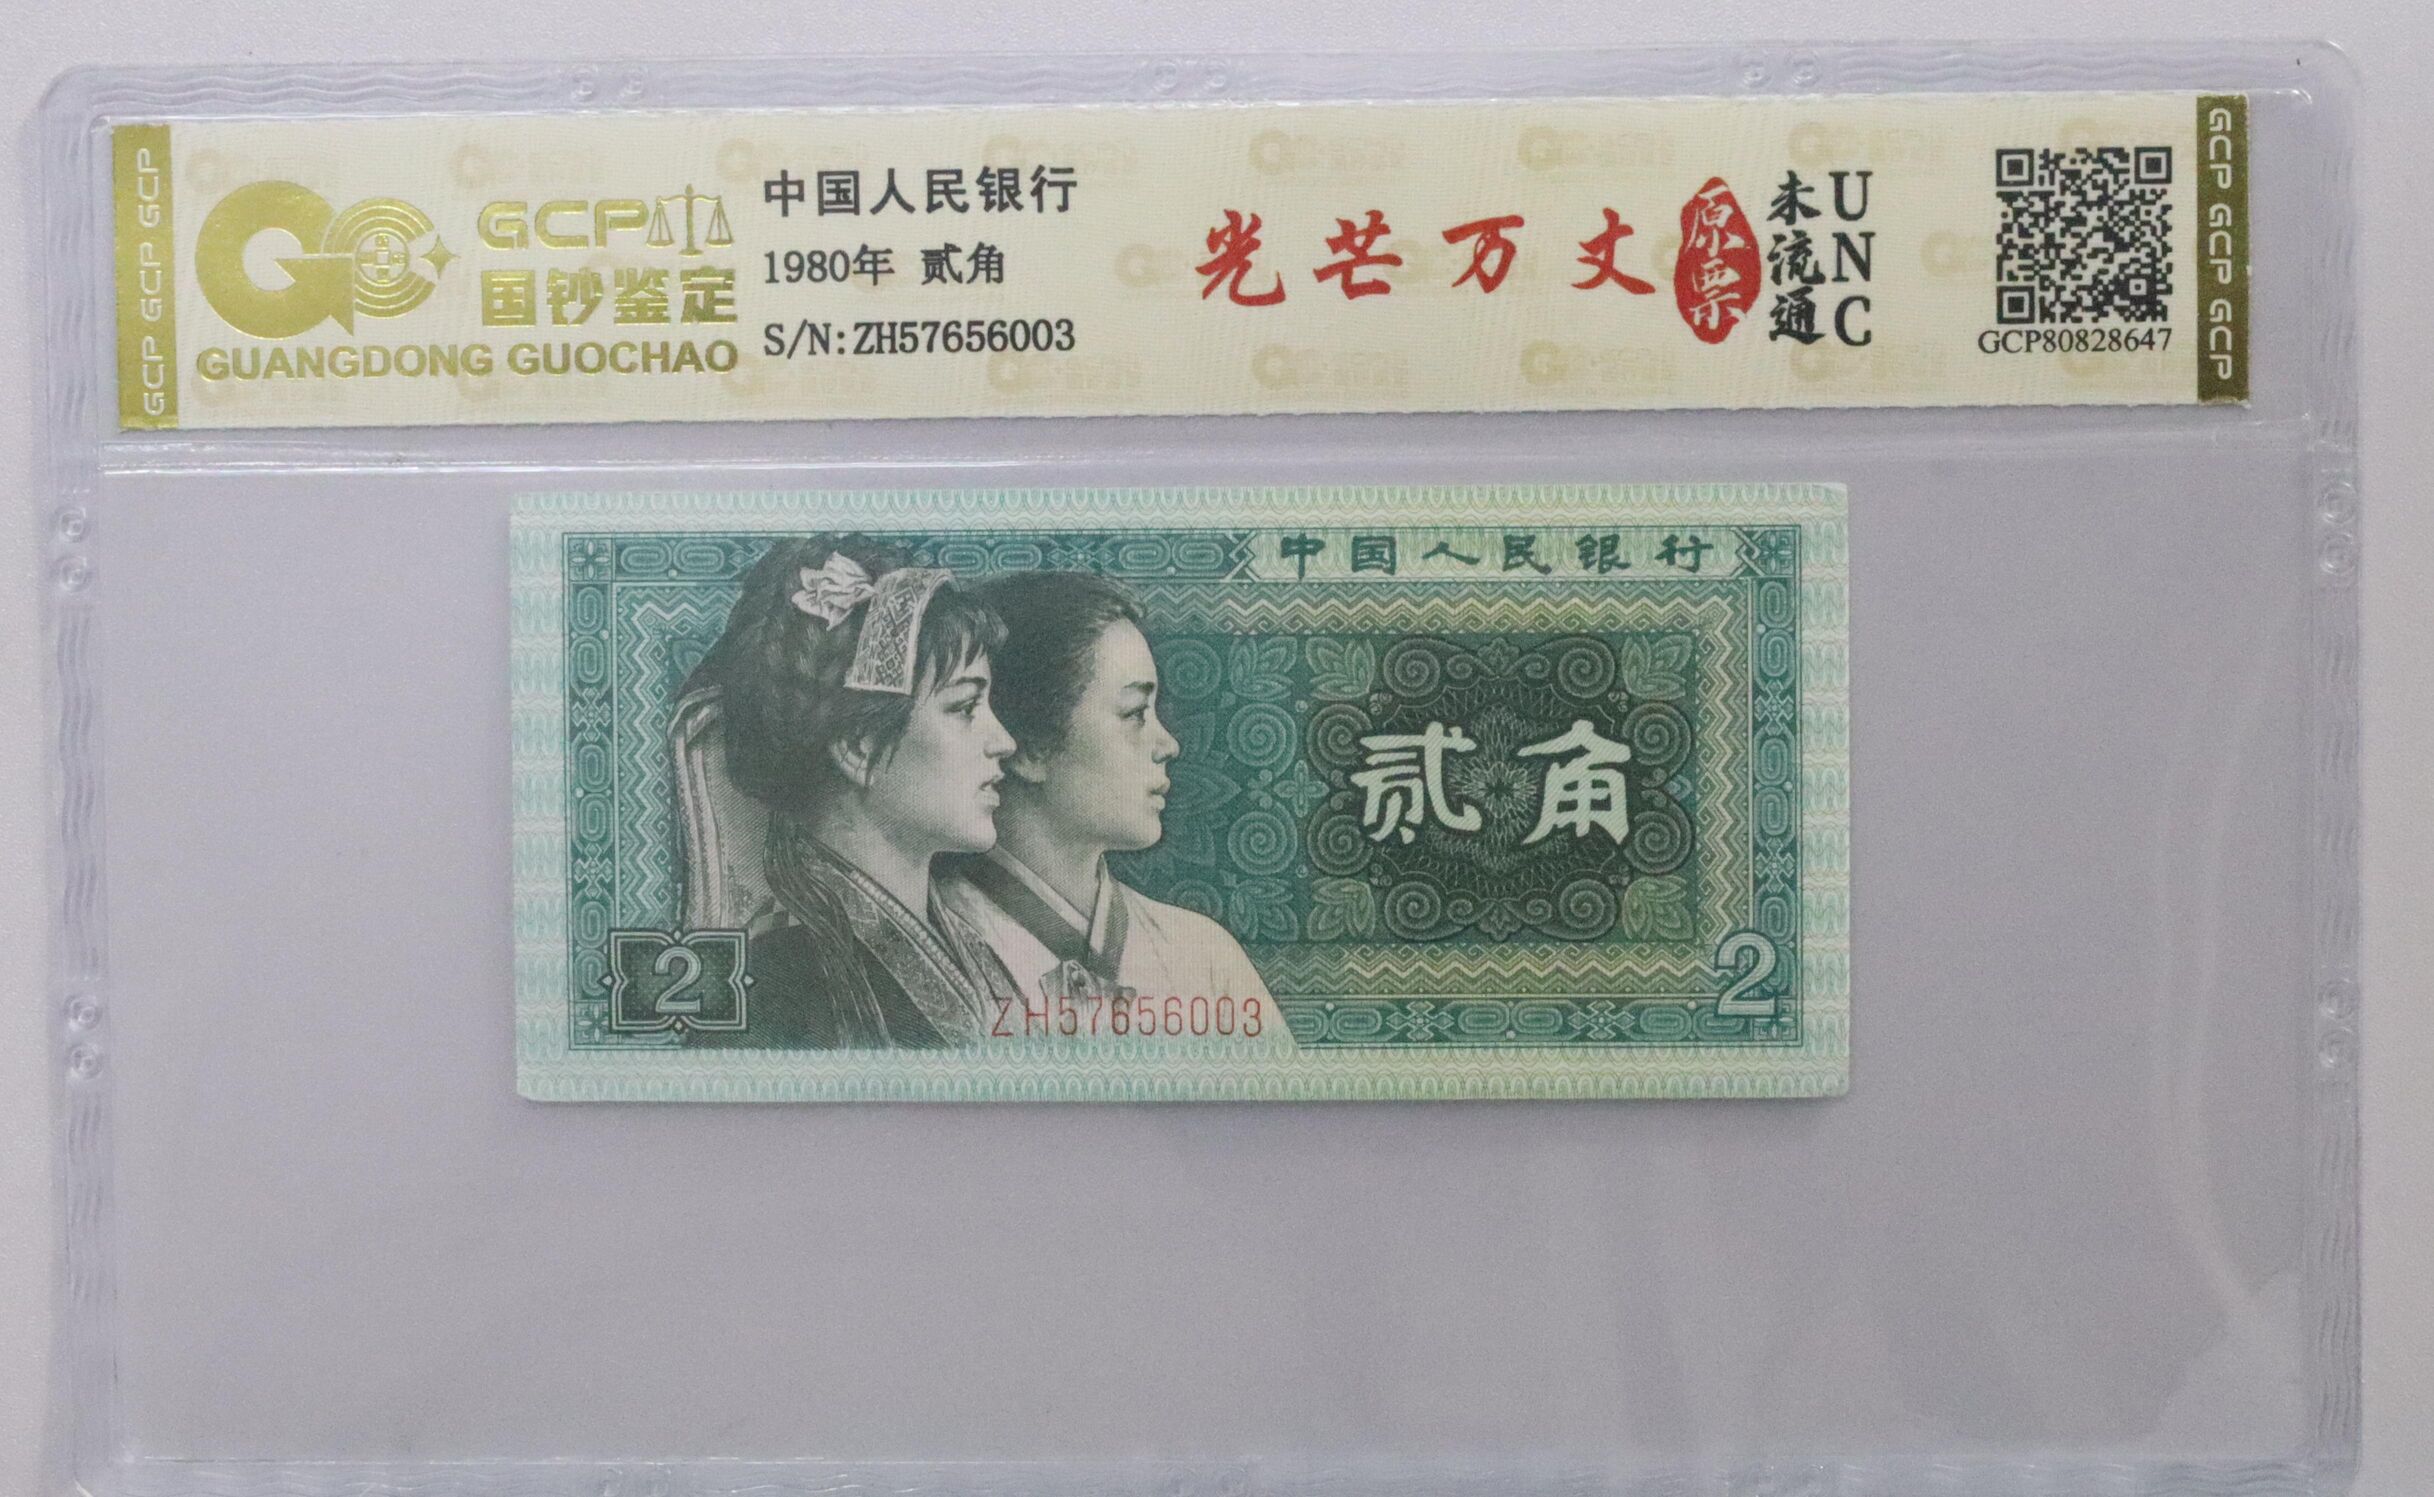 GCP GCP GCP
GCP
国钞鉴定
GUANGDONG GUOCHAO
中国人民银行
1980年 贰角
S/N:ZH57656003
光芒万丈
原票
未流通
UNC
GCP80828647
GCP GCP GCP
中国人民银行
贰角
2
2
ZH57656003